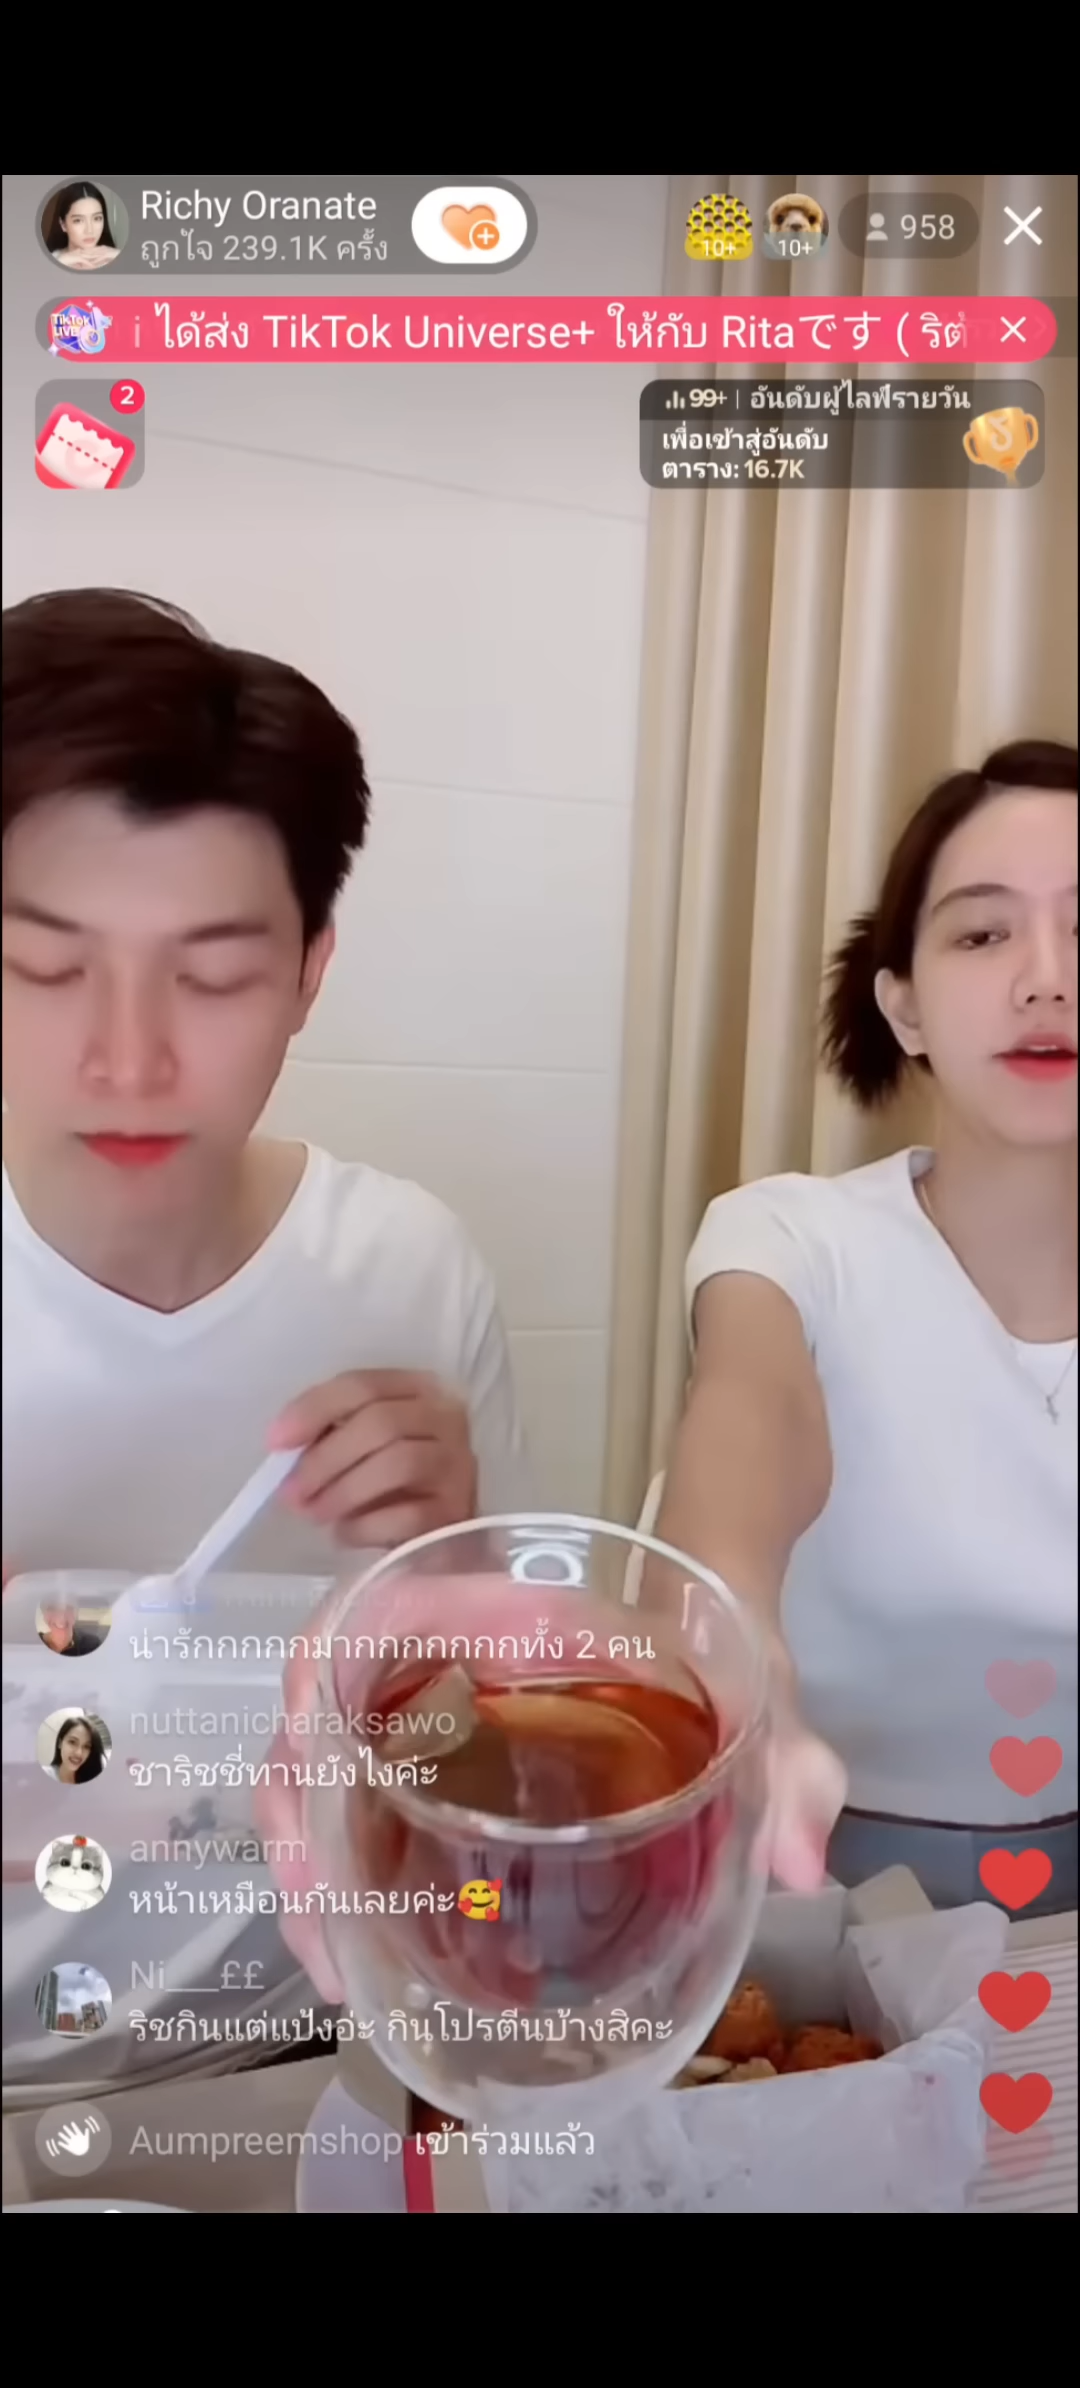 Richy Oranate
ถูกใจ 239.1K ครั้ง
10+
10+
958
TikTok LIVE
i ได้ส่ง TikTok Universe+ ให้กับ Ritaです ( ริต
2
99+ | อันดับผู้ไลฟ์รายวัน
เพื่อเข้าสู่อันดับ
ตาราง: 16.7K
น่ารักกกกกมากกกกกกกทั้ง 2 คน
nuttanicharaksawo
ชาริชชี่ทานยังไงค่ะ
annywarm
หน้าเหมือนกันเลยค่ะ🥰
Ni___££
ริชกินแต่แป้งอ่ะ กินโปรตีนบ้างสิคะ
Aumpreemshop เข้าร่วมแล้ว